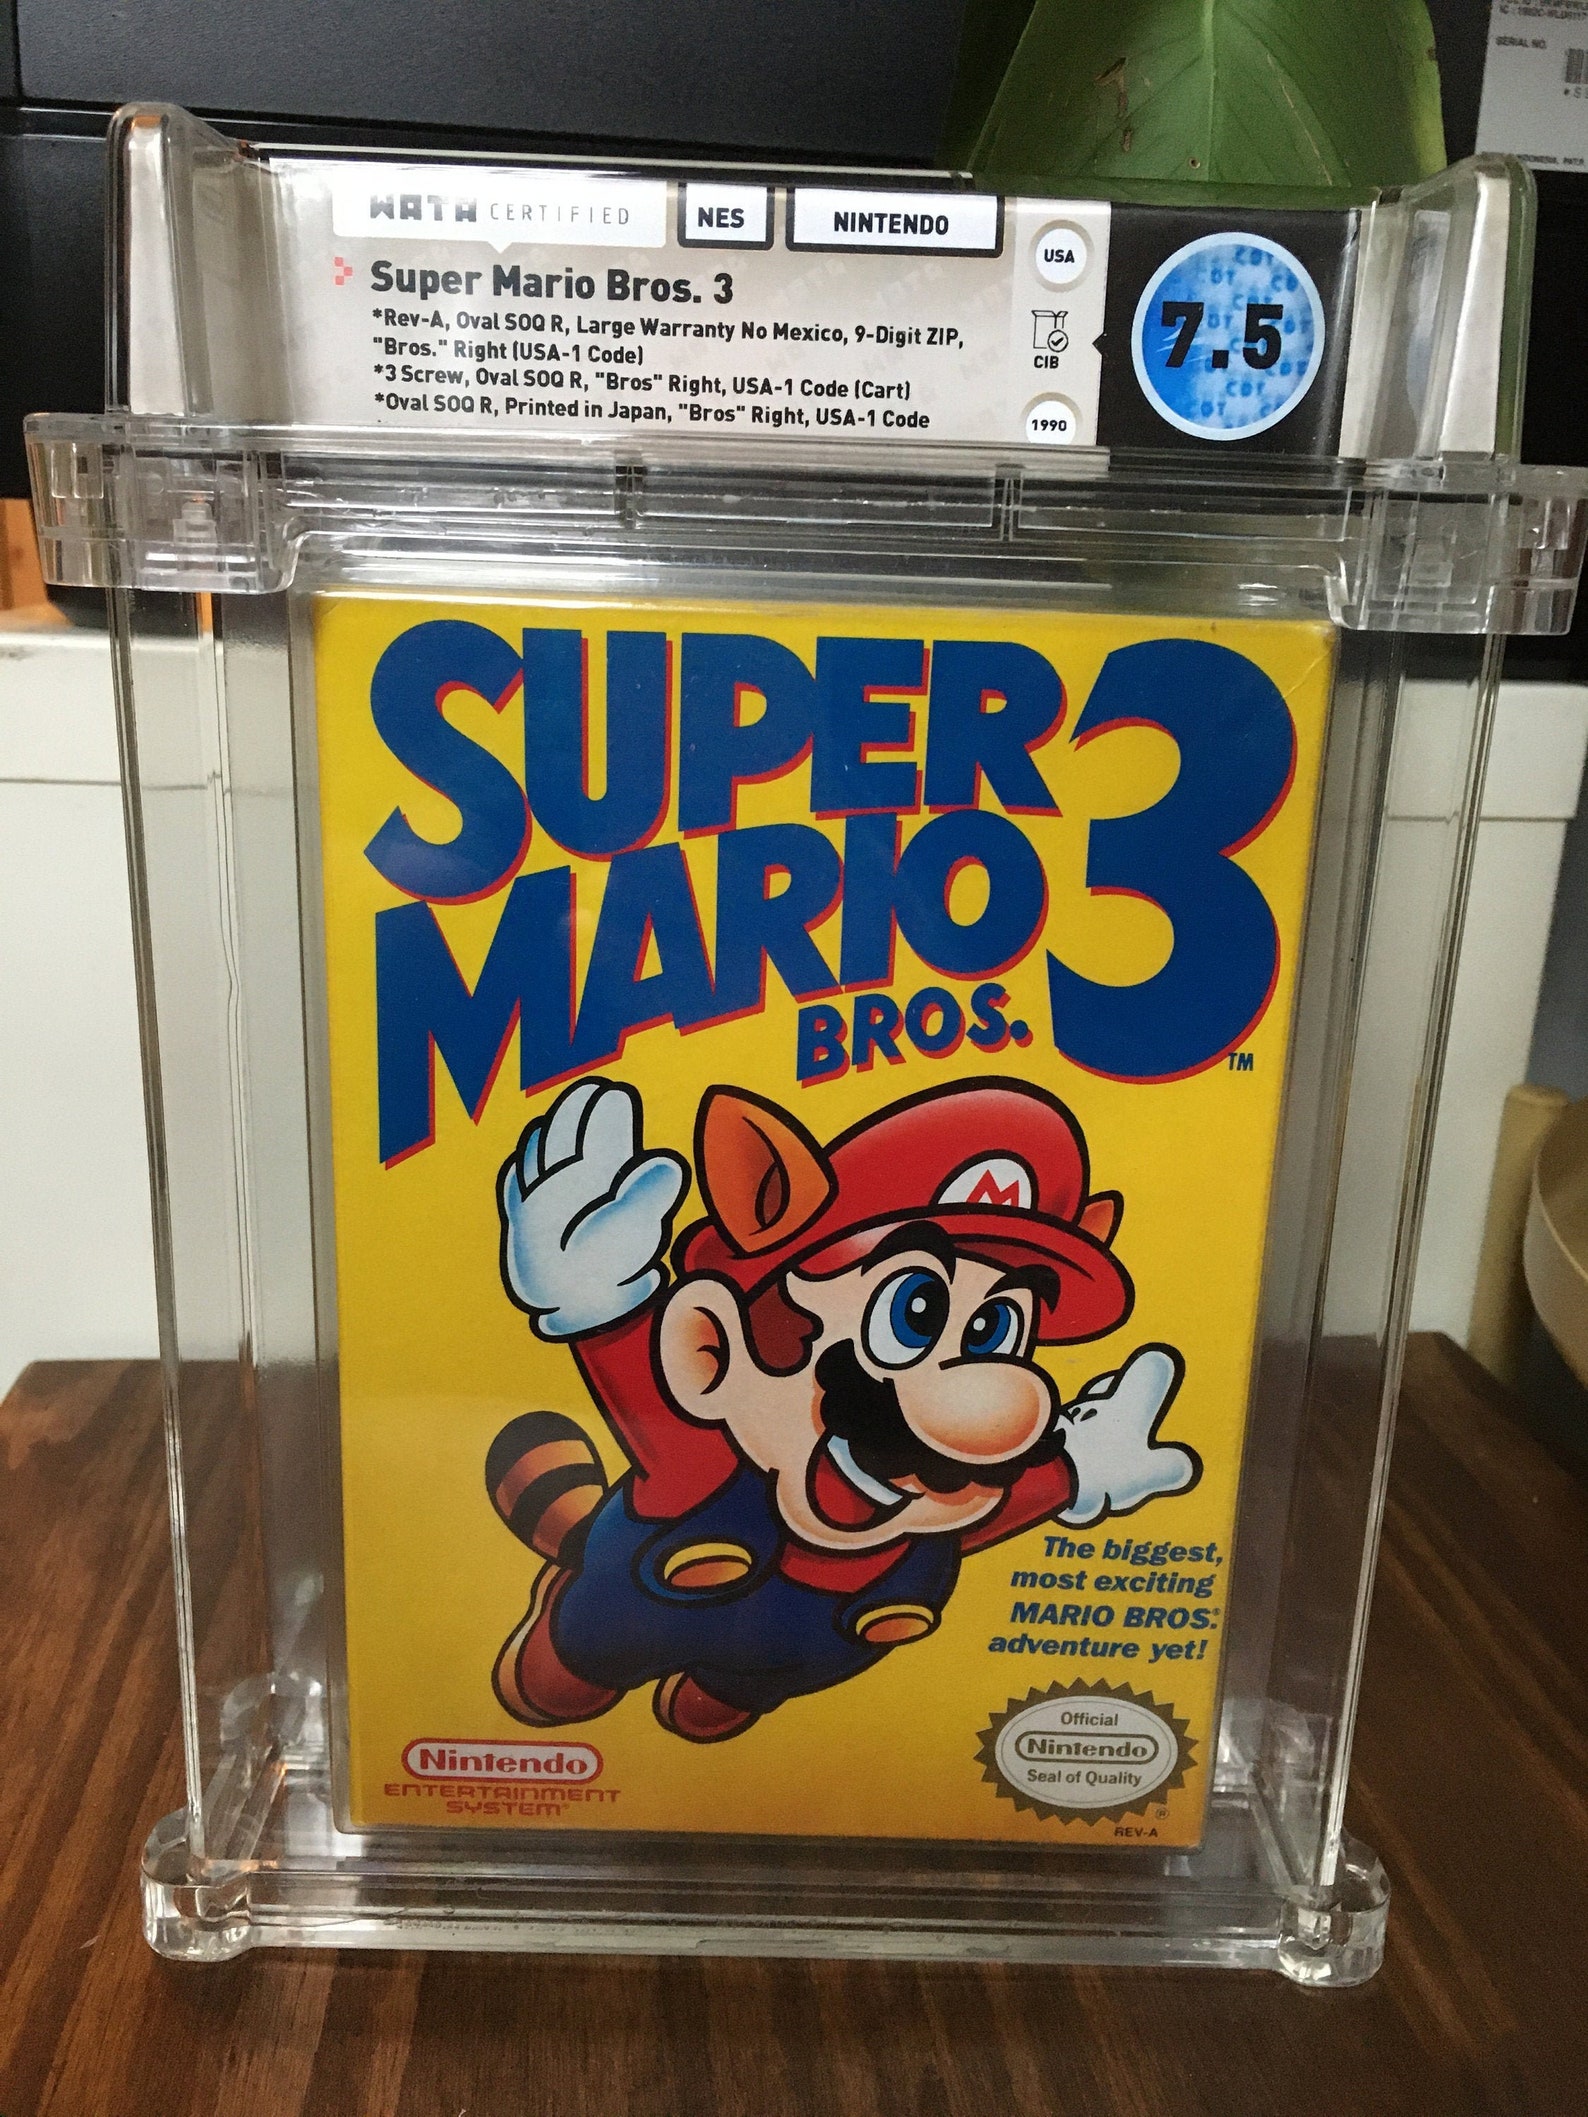 WATA CERTIFIED
NES
NINTENDO
USA
Super Mario Bros. 3
*Rev-A, Oval SOQ R, Large Warranty No Mexico, 9-Digit ZIP,
"Bros." Right (USA-1 Code)
*3 Screw, Oval SOQ R, "Bros" Right, USA-1 Code (Cart)
*Oval SOQ R, Printed in Japan, "Bros" Right, USA-1 Code
CIB
1990
7.5
SUPER
MARIO
BROS.
3
TM
M
The biggest,
most exciting
MARIO BROS.
adventure yet!
Nintendo
ENTERTAINMENT
SYSTEM®
Official
Nintendo
Seal of Quality
®
REV-A
SERIAL NO.